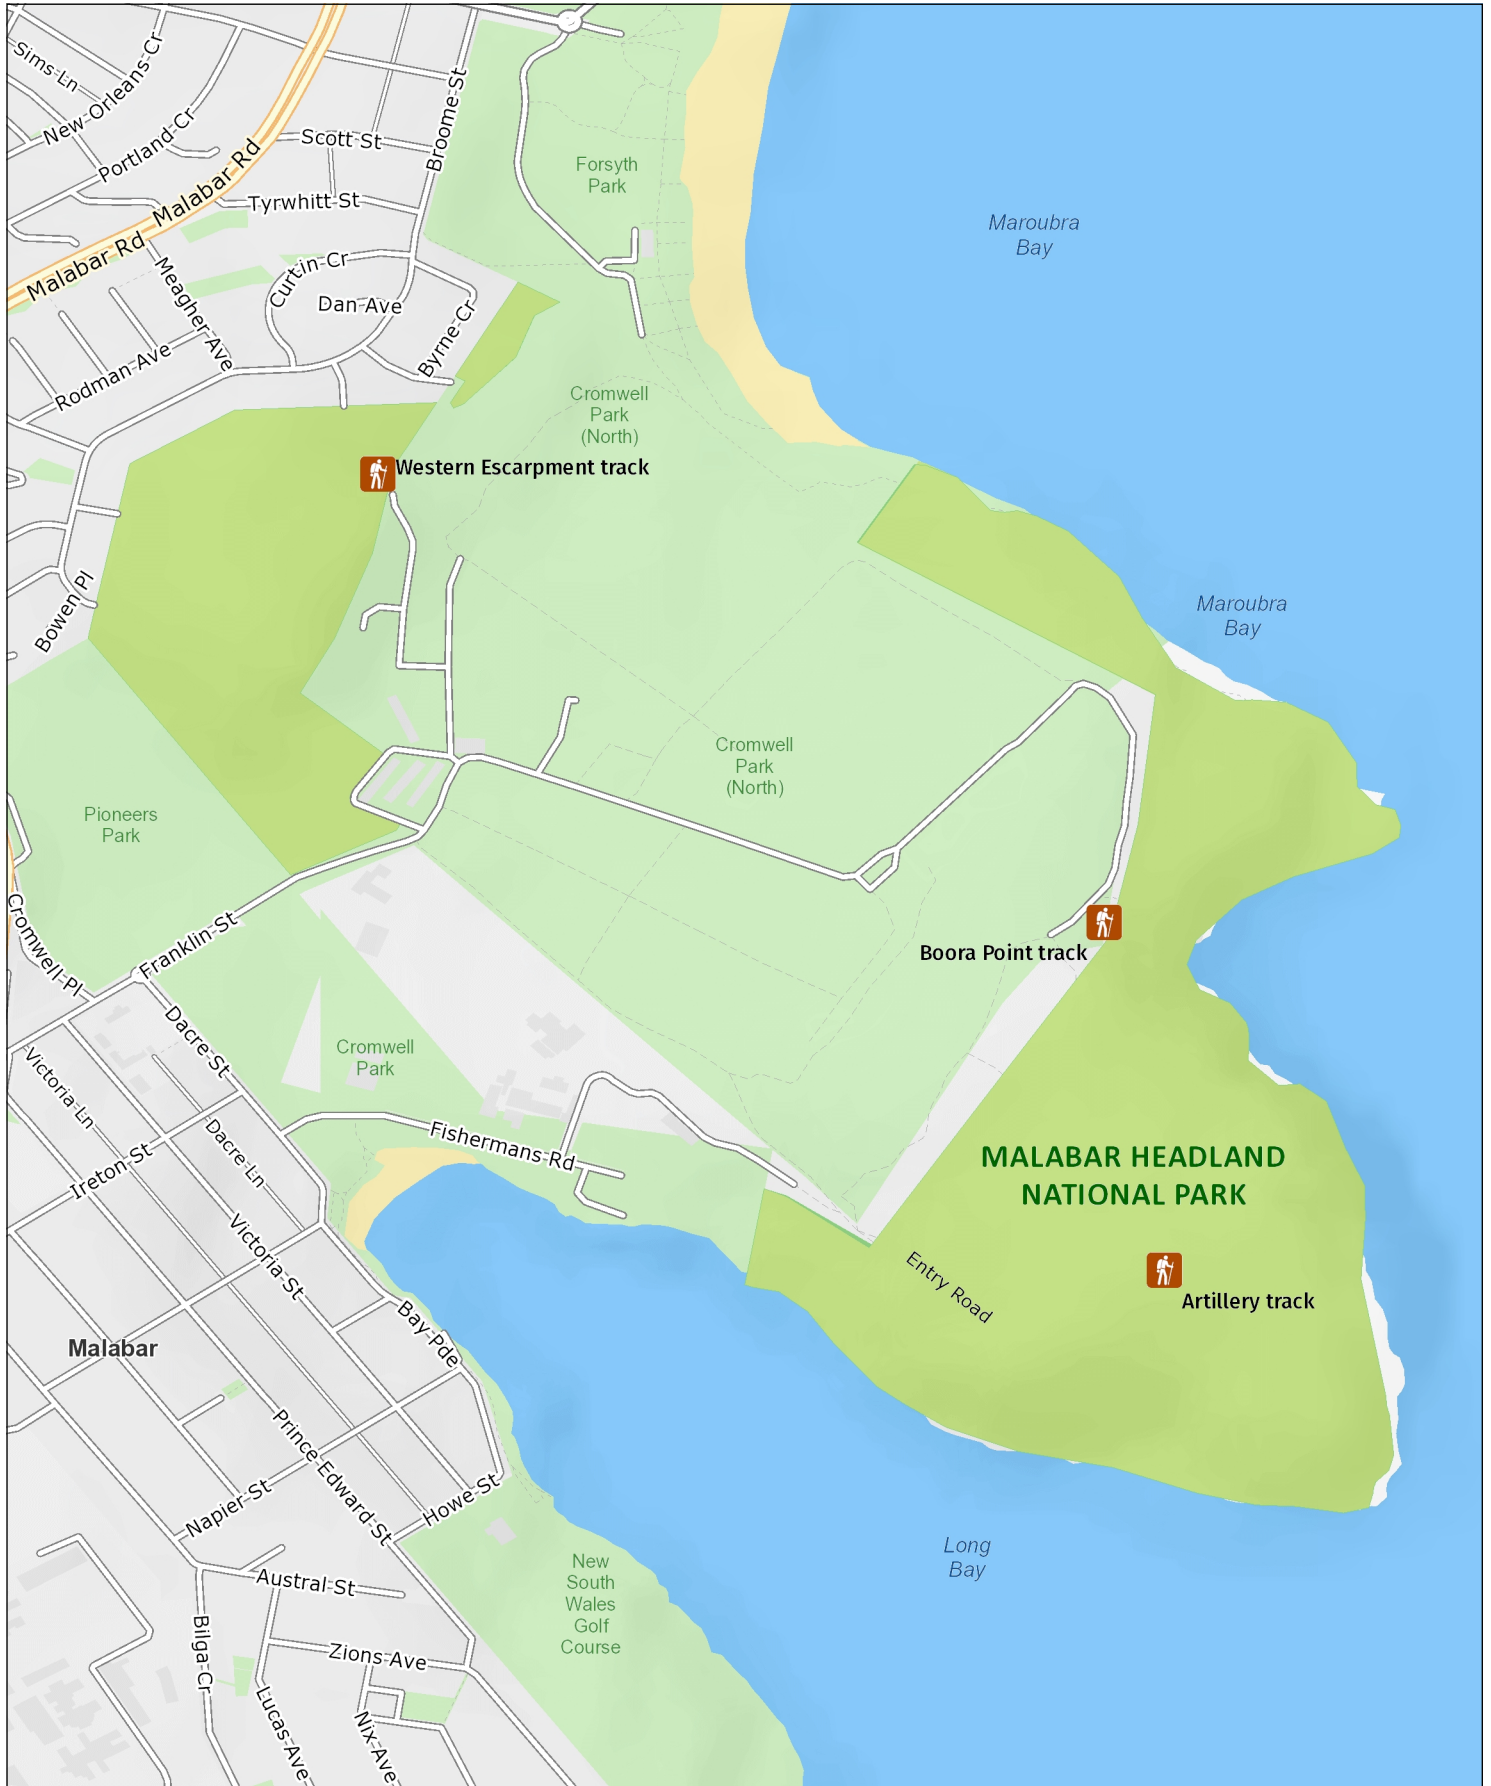 Sims Ln
New Orleans Cr
Portland Cr
Malabar Rd
Malabar Rd
Scott St
Broome St
Tyrwhitt St
Forsyth
Park
Maroubra
Bay
Meagher Ave
Curtin Cr
Dan Ave
Byrne Cr
Rodman Ave
Cromwell
Park
(North)
Western Escarpment track
Bowen Pl
Maroubra
Bay
Cromwell
Park
(North)
Pioneers
Park
Cromwell Pl
Franklin St
Boora Point track
Dacre St
Cromwell
Park
Victoria Ln
Dacre Ln
Ireton St
Fishermans Rd
MALABAR HEADLAND
NATIONAL PARK
Victoria St
Entry Road
Artillery track
Bay Pde
Malabar
Prince Edward St
Napier St
Howe St
Long
Bay
New
South
Wales
Golf
Course
Austral St
Bilga Cr
Zions Ave
Lucas Ave
Nix Ave